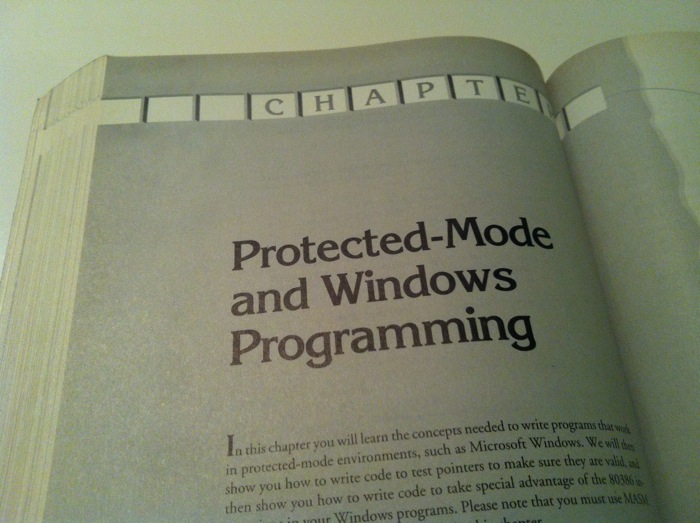 CHAPTE
Protected-Mode
and Windows
Programming
In this chapter you will learn the concepts needed to write programs that work
in protected-mode environments, such as Microsoft Windows. We will then
show you how to write code to test pointers to make sure they are valid, and
then show you how to write code to take special advantage of the 80386 in-
in your Windows programs. Please note that you must use MASM
this chapter